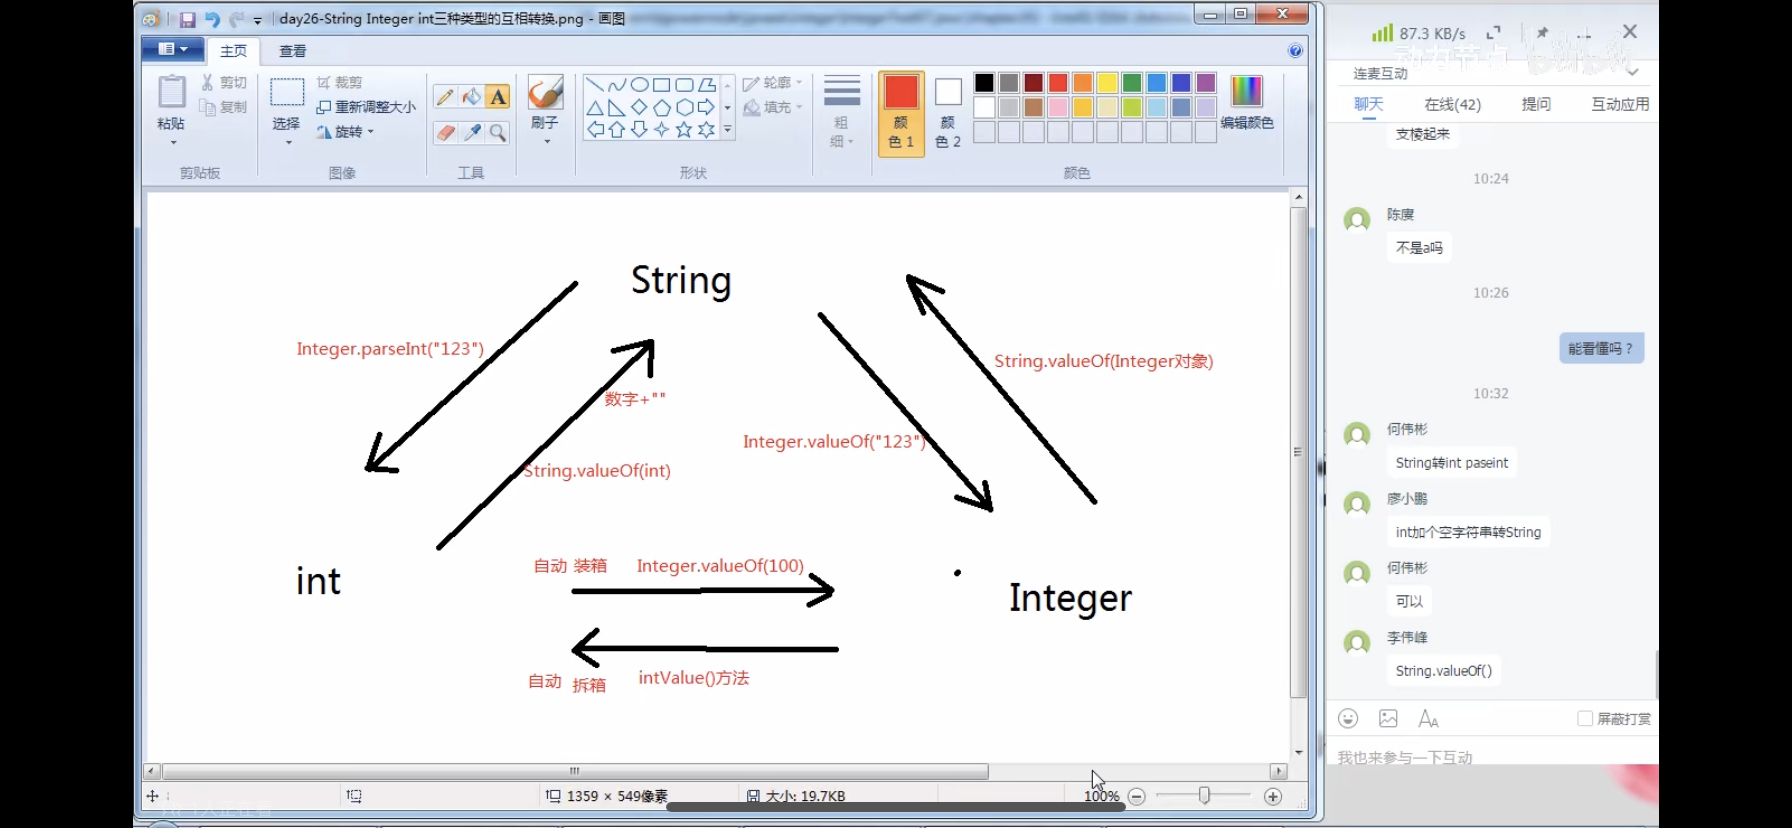 day26-String Integer int三种类型的互相转换.png - 画图
主页
查看
粘贴
剪切
复制
剪贴板
选择
裁剪
重新调整大小
旋转
图像
A
工具
刷子
形状
轮廓
填充
粗
细
颜
色 1
颜
色 2
编辑颜色
颜色
String
Integer.parseInt("123")
数字+""
String.valueOf(int)
String.valueOf(Integer对象)
Integer.valueOf("123")
自动 装箱 Integer.valueOf(100)
int
Integer
自动 拆箱 intValue()方法
1359 × 549像素
大小: 19.7KB
100%
87.3 KB/s
动力节点
bilibili
连麦互动
聊天
在线(42)
提问
互动应用
支棱起来
10:24
不是a吗
10:26
能看懂吗？
10:32
何伟彬
String转int paseint
廖小鹏
int加个空字符串转String
何伟彬
可以
李伟峰
String.valueOf()
屏蔽打赏
我也来参与一下互动